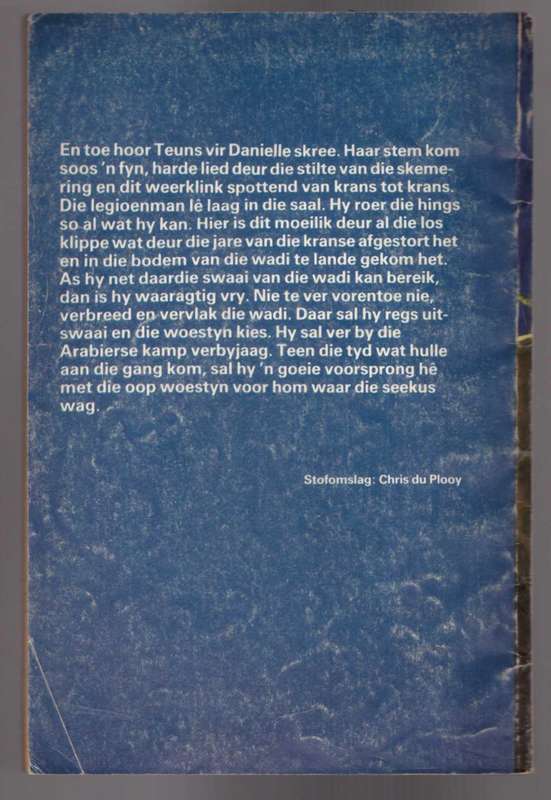 En toe hoor Teuns vir Danielle skree. Haar stem kom
soos 'n fyn, harde lied deur die stilte van die skeme-
ring en dit weerklink spottend van krans tot krans.
Die legioenman lê laag in die saal. Hy roer die hings
so al wat hy kan. Hier is dit moeilik deur al die los
klippe wat deur die jare van die kranse afgestort het
en in die bodem van die wadi te lande gekom het.
As hy net daardie swaai van die wadi kan bereik,
dan is hy waaragtig vry. Nie te ver vorentoe nie,
verbreed en vervlak die wadi. Daar sal hy regs uit-
swaai en die woestyn kies. Hy sal ver by die
Arabierse kamp verbyjaag. Teen die tyd wat hulle
aan die gang kom, sal hy 'n goeie voorsprong hê
met die oop woestyn voor hom waar die seekus
wag.
Stofomslag: Chris du Plooy